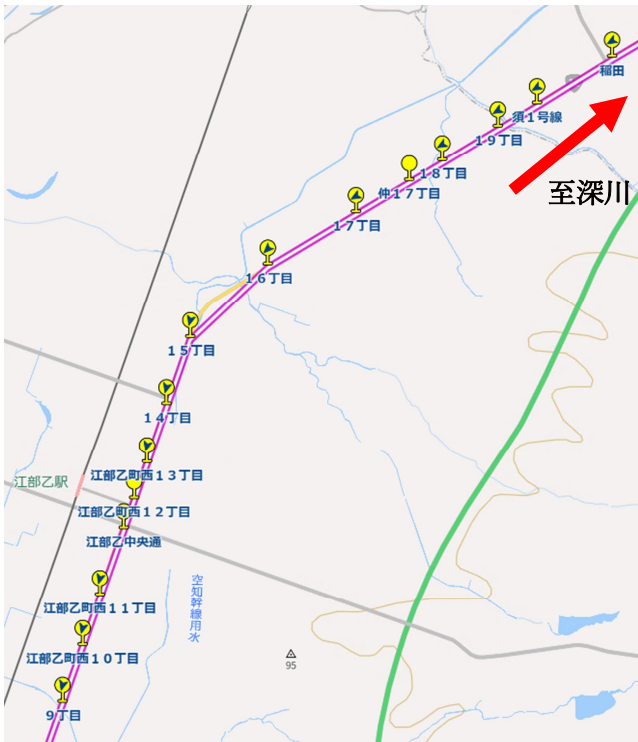 稲田
須1号線
19丁目
18丁目
至深川
仲17丁目
17丁目
16丁目
15丁目
14丁目
江部乙町西13丁目
江部乙駅
江部乙町西12丁目
江部乙中央通
江部乙町西11丁目
空知幹線用水
江部乙町西10丁目
95
9丁目